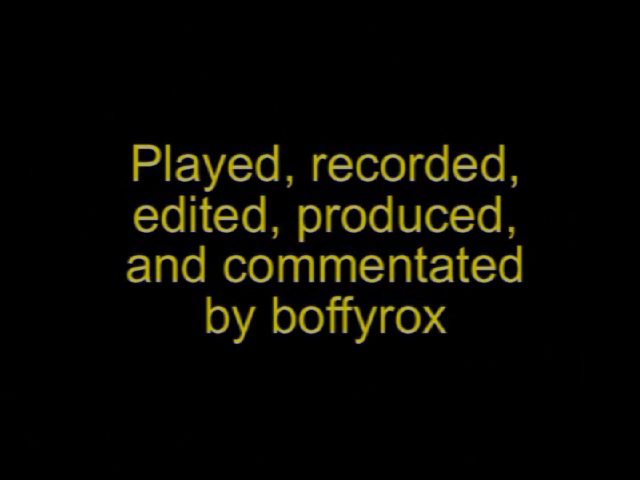 Played, recorded,
edited, produced,
and commentated
by boffyrox